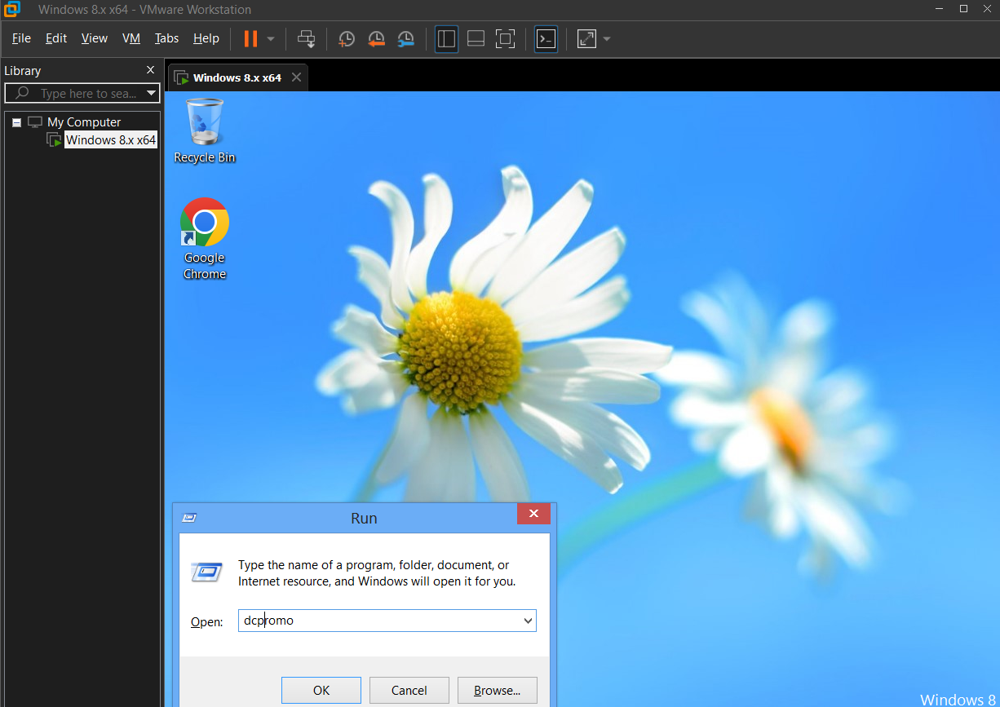 Windows 8.x x64 - VMware Workstation
File Edit View VM Tabs Help
Library
Type here to sea...
My Computer
Windows 8.x x64
Windows 8.x x64
Recycle Bin
Google
Chrome
Run
Type the name of a program, folder, document, or
Internet resource, and Windows will open it for you.
Open: dcpromo
OK Cancel Browse...
Windows 8